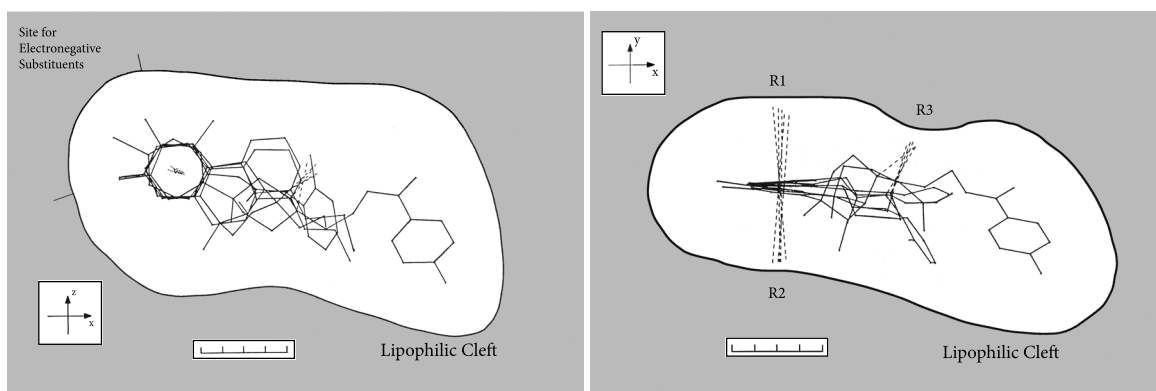 Site for
Electronegative
Substituents
z
x
Lipophilic Cleft
y
x
R1
R3
R2
Lipophilic Cleft